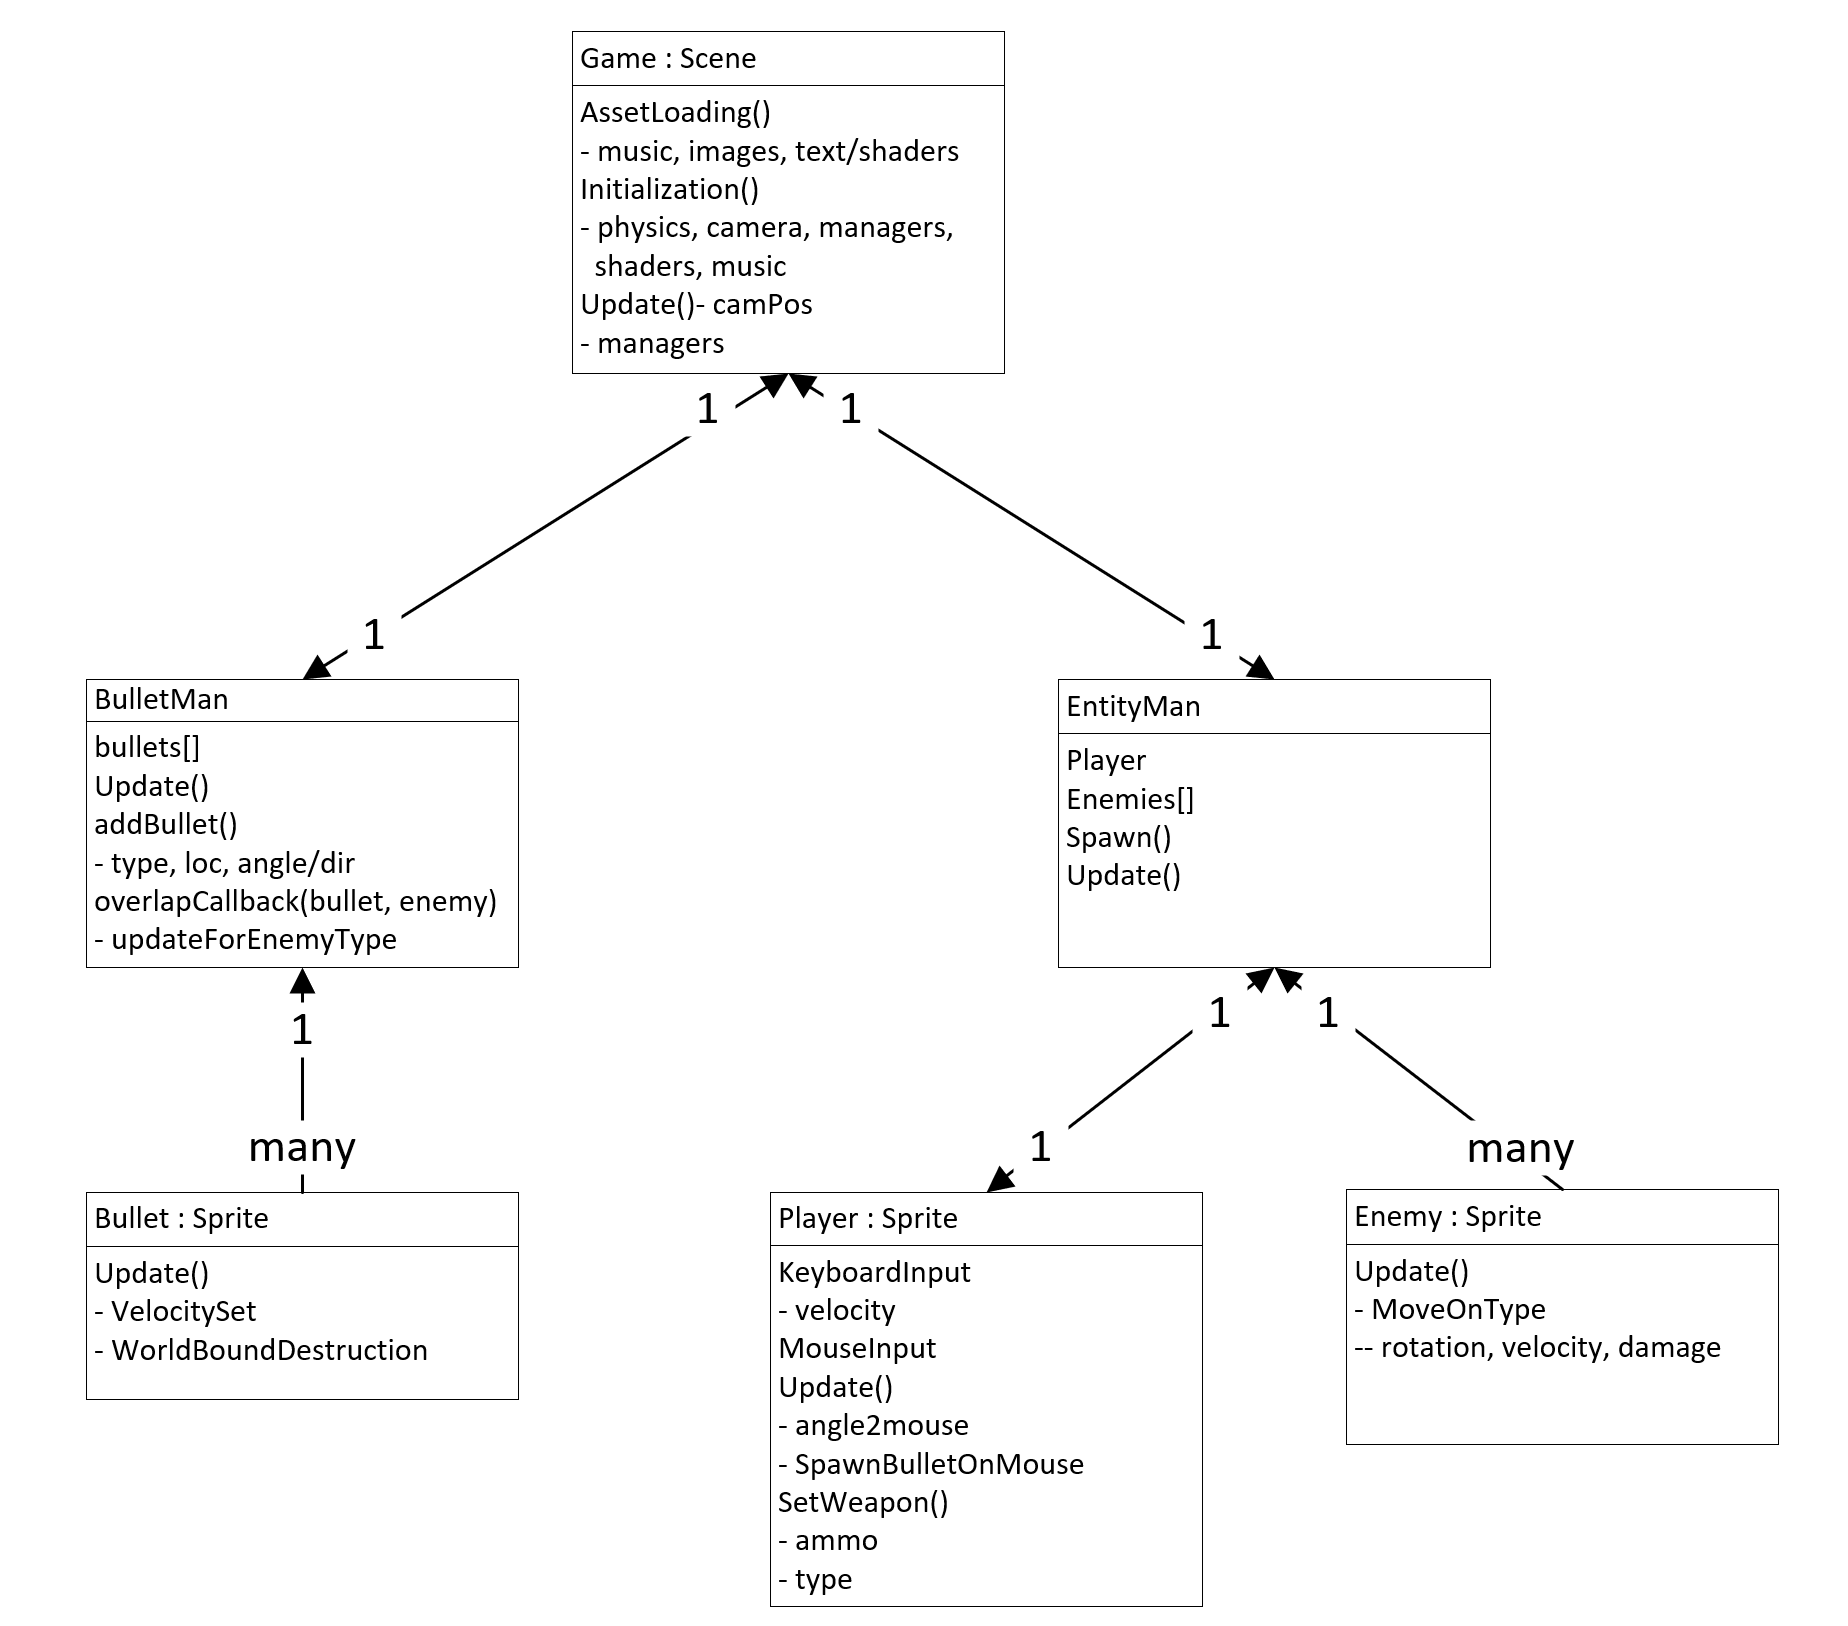 Game : Scene
AssetLoading()
- music, images, text/shaders
Initialization()
- physics, camera, managers,
shaders, music
Update()- camPos
- managers
1
1
1
1
BulletMan
bullets[]
Update()
addBullet()
- type, loc, angle/dir
overlapCallback(bullet, enemy)
- updateForEnemyType
EntityMan
Player
Enemies[]
Spawn()
Update()
1
many
1
1
1
many
Bullet : Sprite
Update()
- VelocitySet
- WorldBoundDestruction
Player : Sprite
KeyboardInput
- velocity
MouseInput
Update()
- angle2mouse
- SpawnBulletOnMouse
SetWeapon()
- ammo
- type
Enemy : Sprite
Update()
- MoveOnType
-- rotation, velocity, damage